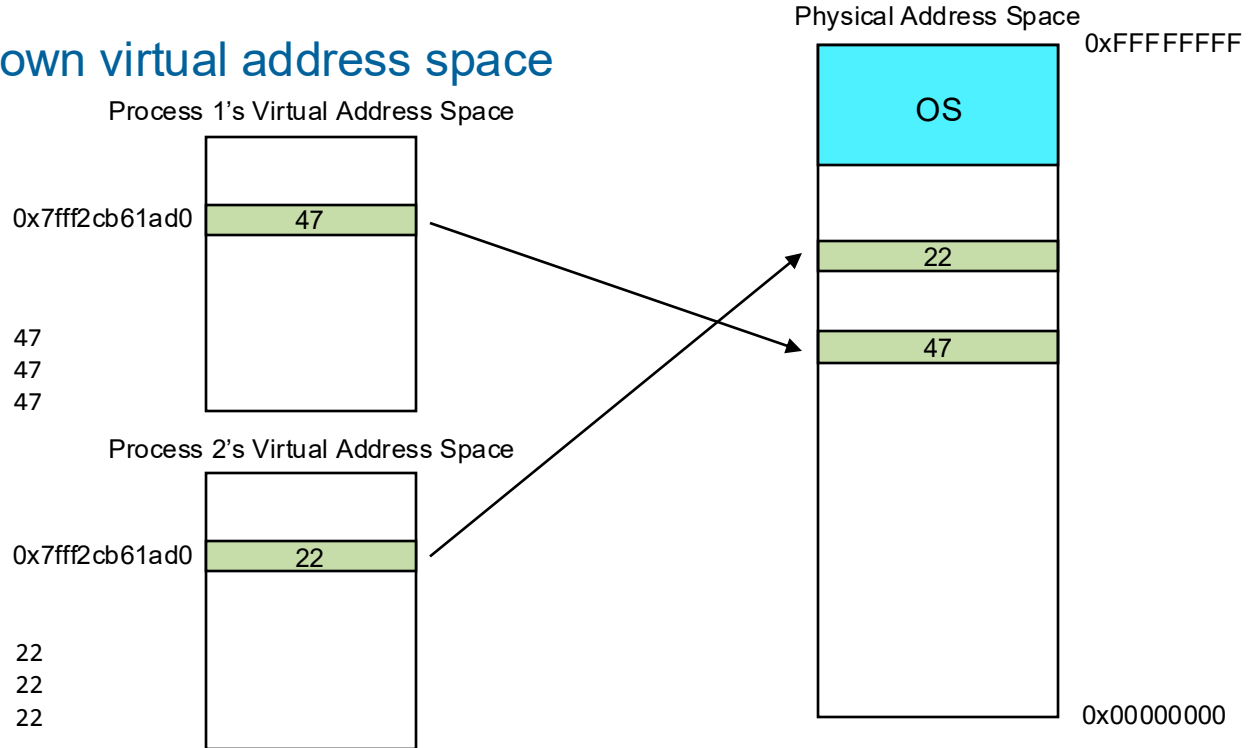 own virtual address space
Process 1's Virtual Address Space
0x7fff2cb61ad0
47
47
47
47
Process 2's Virtual Address Space
0x7fff2cb61ad0
22
22
22
22
Physical Address Space
0xFFFFFFFF
OS
22
47
0x00000000